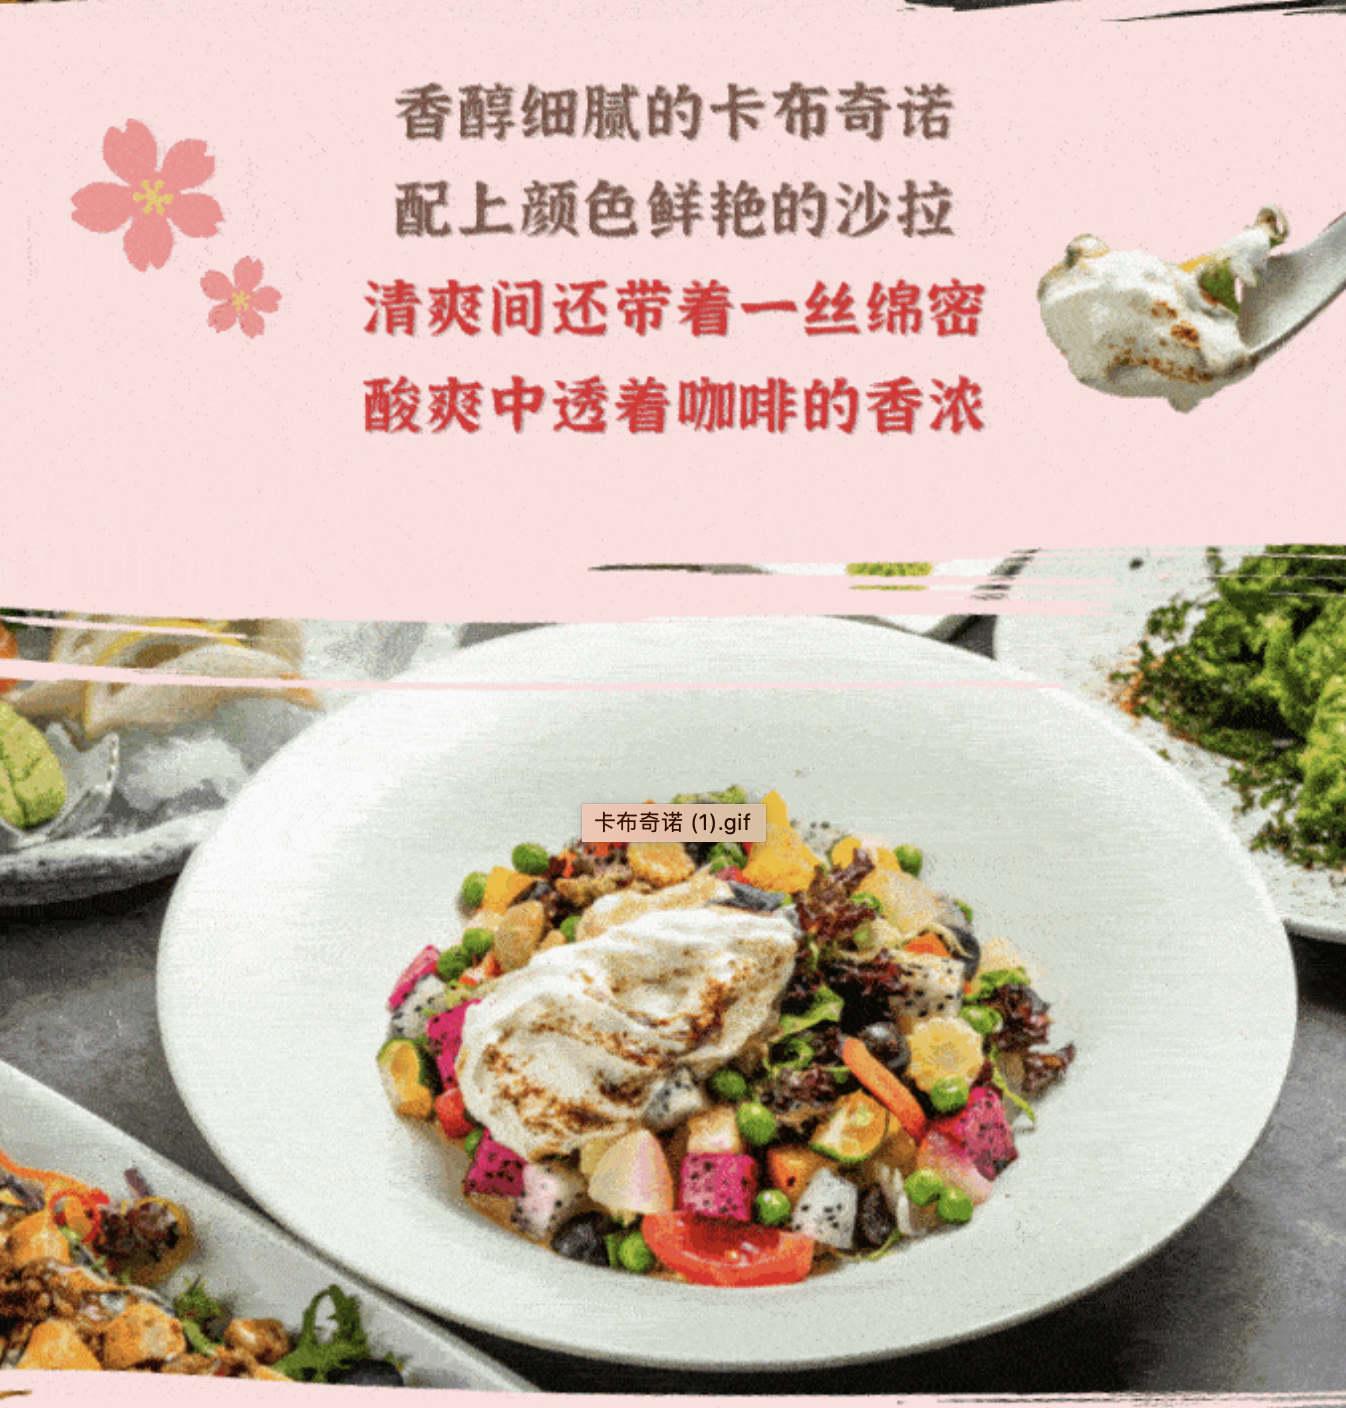 香醇细腻的卡布奇诺
配上颜色鲜艳的沙拉
清爽间还带着一丝绵密
酸爽中透着咖啡的香浓
卡布奇诺 (1).gif